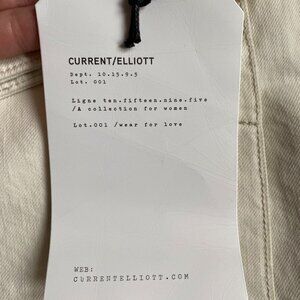 CURRENT/ELLIOTT
Dept. 10.15.9.5
Lot. 001
Ligne ten.fifteen.nine.five
/A collection for women
Lot.001 /wear for love
WEB:
CURRENTELLIOTT.COM